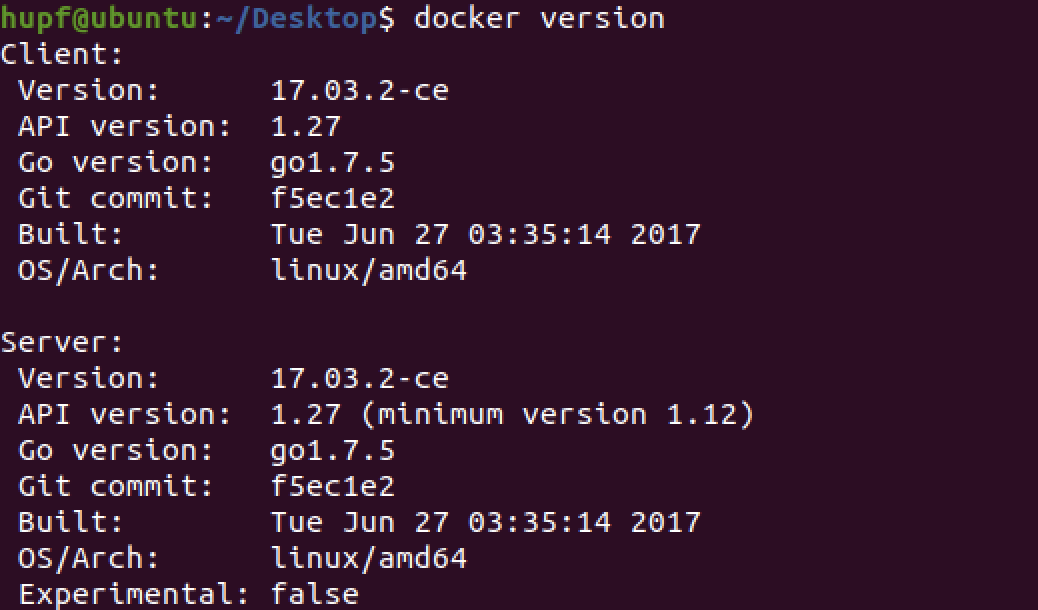 hupf@ubuntu:~/Desktop$ docker version
Client:
 Version:      17.03.2-ce
 API version:  1.27
 Go version:   go1.7.5
 Git commit:   f5ec1e2
 Built:        Tue Jun 27 03:35:14 2017
 OS/Arch:      linux/amd64

Server:
 Version:      17.03.2-ce
 API version:  1.27 (minimum version 1.12)
 Go version:   go1.7.5
 Git commit:   f5ec1e2
 Built:        Tue Jun 27 03:35:14 2017
 OS/Arch:      linux/amd64
 Experimental: false